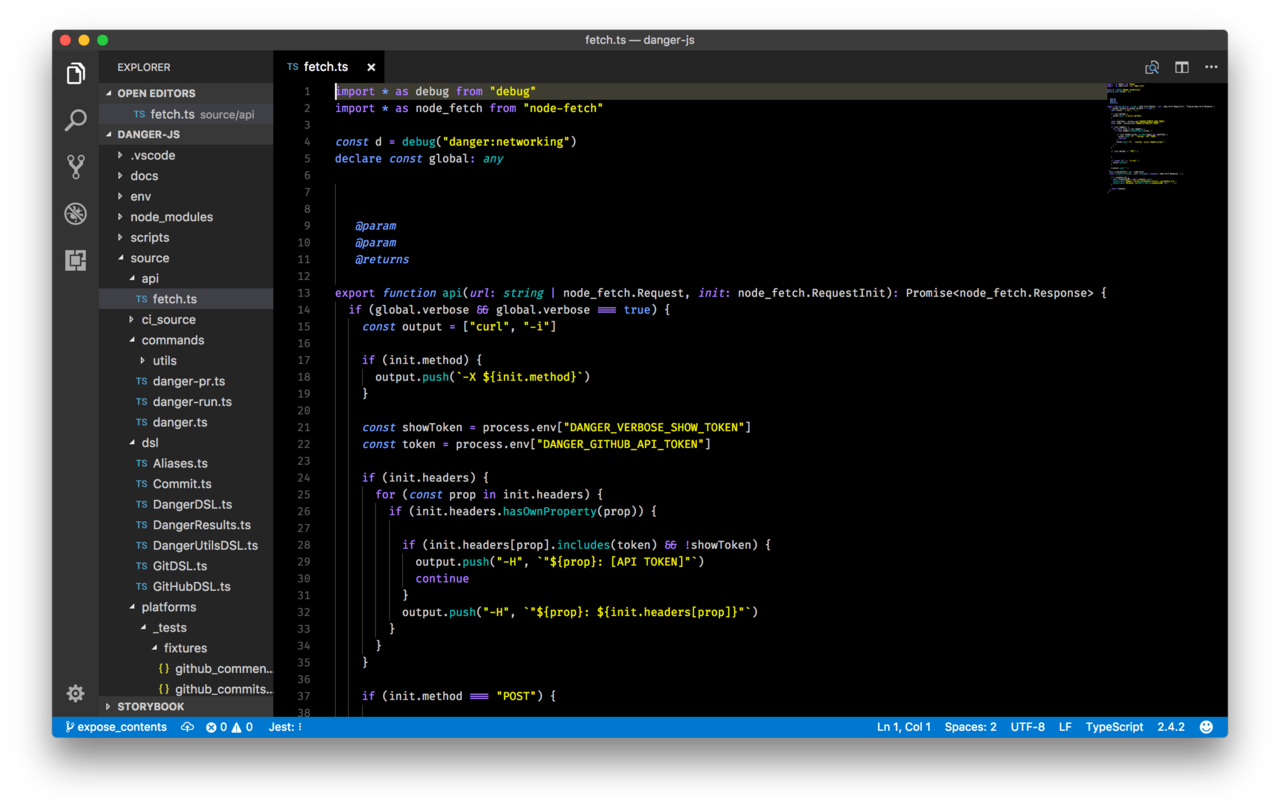 fetch.ts — danger-js
EXPLORER
OPEN EDITORS
TS fetch.ts source/api
DANGER-JS
.vscode
docs
env
node_modules
scripts
source
api
TS fetch.ts
ci_source
commands
utils
TS danger-pr.ts
TS danger-run.ts
TS danger.ts
dsl
TS Aliases.ts
TS Commit.ts
TS DangerDSL.ts
TS DangerResults.ts
TS DangerUtilsDSL.ts
TS GitDSL.ts
TS GitHubDSL.ts
platforms
_tests
fixtures
{} github_commen...
{} github_commits...
STORYBOOK
TS fetch.ts ×
1 import * as debug from "debug"
2 import * as node_fetch from "node-fetch"
3
4 const d = debug("danger:networking")
5 declare const global: any
6
7
8
9 @param
10 @param
11 @returns
12
13 export function api(url: string | node_fetch.Request, init: node_fetch.RequestInit): Promise<node_fetch.Response> {
14 if (global.verbose && global.verbose === true) {
15 const output = ["curl", "-i"]
16
17 if (init.method) {
18 output.push(`-X ${init.method}`)
19 }
20
21 const showToken = process.env["DANGER_VERBOSE_SHOW_TOKEN"]
22 const token = process.env["DANGER_GITHUB_API_TOKEN"]
23
24 if (init.headers) {
25 for (const prop in init.headers) {
26 if (init.headers.hasOwnProperty(prop)) {
27
28 if (init.headers[prop].includes(token) && !showToken) {
29 output.push("-H", `"${prop}: [API TOKEN]"`)
30 continue
31 }
32 output.push("-H", `"${prop}: ${init.headers[prop]}"`)
33 }
34 }
35 }
36
37 if (init.method === "POST") {
38
expose_contents 0 0 Jest: Ln 1, Col 1 Spaces: 2 UTF-8 LF TypeScript 2.4.2